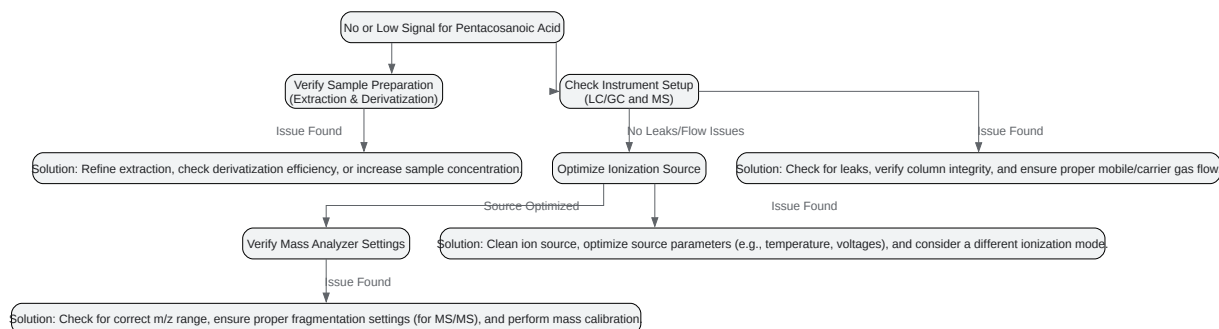 No or Low Signal for Pentacosanoic Acid
Verify Sample Preparation
(Extraction & Derivatization)
Check Instrument Setup
(LC/GC and MS)
Issue Found
No Leaks/Flow Issues
Issue Found
Solution: Refine extraction, check derivatization efficiency, or increase sample concentration.
Optimize Ionization Source
Solution: Check for leaks, verify column integrity, and ensure proper mobile/carrier gas flow.
Source Optimized
Issue Found
Verify Mass Analyzer Settings
Solution: Clean ion source, optimize source parameters (e.g., temperature, voltages), and consider a different ionization mode.
Issue Found
Solution: Check for correct m/z range, ensure proper fragmentation settings (for MS/MS), and perform mass calibration.